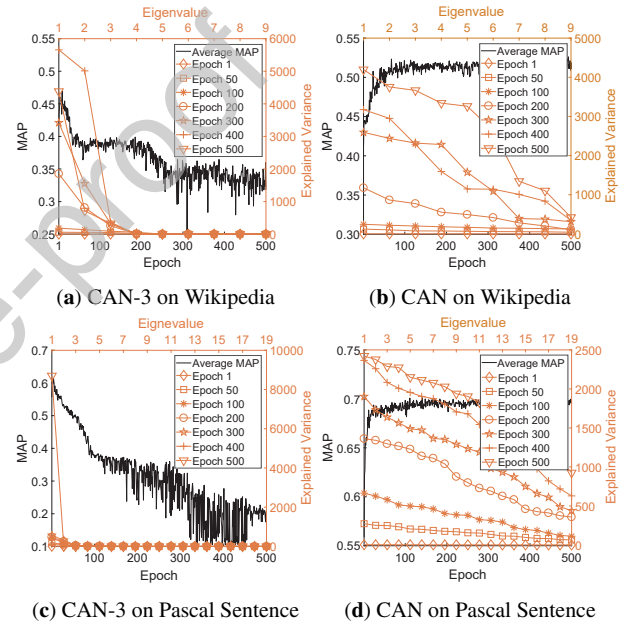 Eigenvalue
1 2 3 4 5 6 7 8 9
0.55
0.5
0.45
0.4
0.35
0.3
0.25
MAP
Average MAP
Epoch 1
Epoch 50
Epoch 100
Epoch 200
Epoch 300
Epoch 400
Epoch 500
6000
5000
4000
3000
2000
1000
0
Explained Variance
1 100 200 300 400 500
Epoch
(a) CAN-3 on Wikipedia
Eigenvalue
1 2 3 4 5 6 7 8 9
0.55
0.50
0.45
0.40
0.35
0.30
MAP
Average MAP
Epoch 1
Epoch 50
Epoch 100
Epoch 200
Epoch 300
Epoch 400
Epoch 500
5000
4000
3000
2000
1000
0
Explained Variance
100 200 300 400 500
Epoch
(b) CAN on Wikipedia
Eignevalue
1 3 5 7 9 11 13 15 17 19
0.7
0.6
0.5
0.4
0.3
0.2
0.1
MAP
Average MAP
Epoch 1
Epoch 50
Epoch 100
Epoch 200
Epoch 300
Epoch 400
Epoch 500
10000
8000
6000
4000
2000
0
Explained Variance
1 100 200 300 400 500
Epoch
(c) CAN-3 on Pascal Sentence
Eigenvalue
1 3 5 7 9 11 13 15 17 19
0.75
0.7
0.65
0.6
0.55
MAP
Average MAP
Epoch 1
Epoch 50
Epoch 100
Epoch 200
Epoch 300
Epoch 400
Epoch 500
2500
2000
1500
1000
500
0
Explained Variance
100 200 300 400 500
Epoch
(d) CAN on Pascal Sentence
e-proof